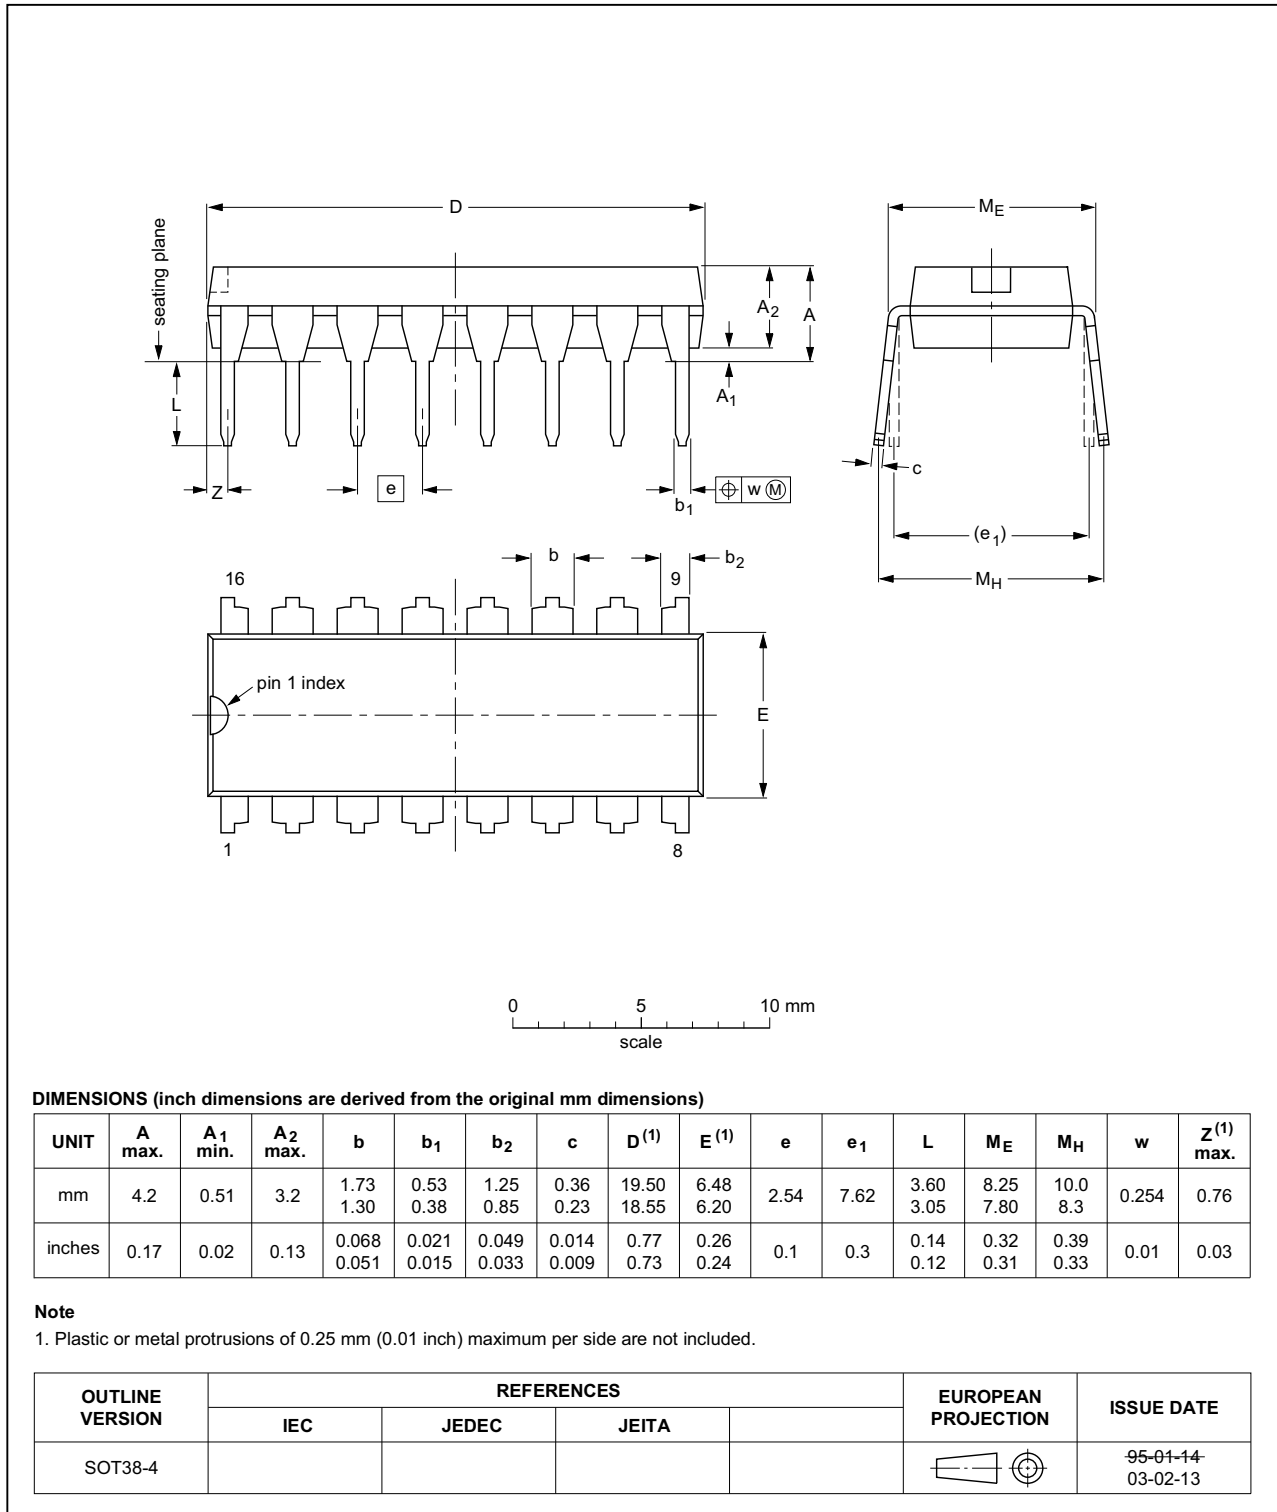 D
ME
seating plane
A2
A
L
A1
c
Z
e
b1
w M
(e1)
MH
b
b2
16
9
pin 1 index
E
1
8
0 5 10 mm
scale
DIMENSIONS (inch dimensions are derived from the original mm dimensions)
UNIT A max. A1 min. A2 max. b b1 b2 c D(1) E(1) e e1 L ME MH w Z(1) max.
mm 4.2 0.51 3.2 1.73 1.30 0.53 0.38 1.25 0.85 0.36 0.23 19.50 18.55 6.48 6.20 2.54 7.62 3.60 3.05 8.25 7.80 10.0 8.3 0.254 0.76
inches 0.17 0.02 0.13 0.068 0.051 0.021 0.015 0.049 0.033 0.014 0.009 0.77 0.73 0.26 0.24 0.1 0.3 0.14 0.12 0.32 0.31 0.39 0.33 0.01 0.03
Note
1. Plastic or metal protrusions of 0.25 mm (0.01 inch) maximum per side are not included.
OUTLINE VERSION REFERENCES EUROPEAN PROJECTION ISSUE DATE
IEC JEDEC JEITA
SOT38-4 95-01-14
03-02-13